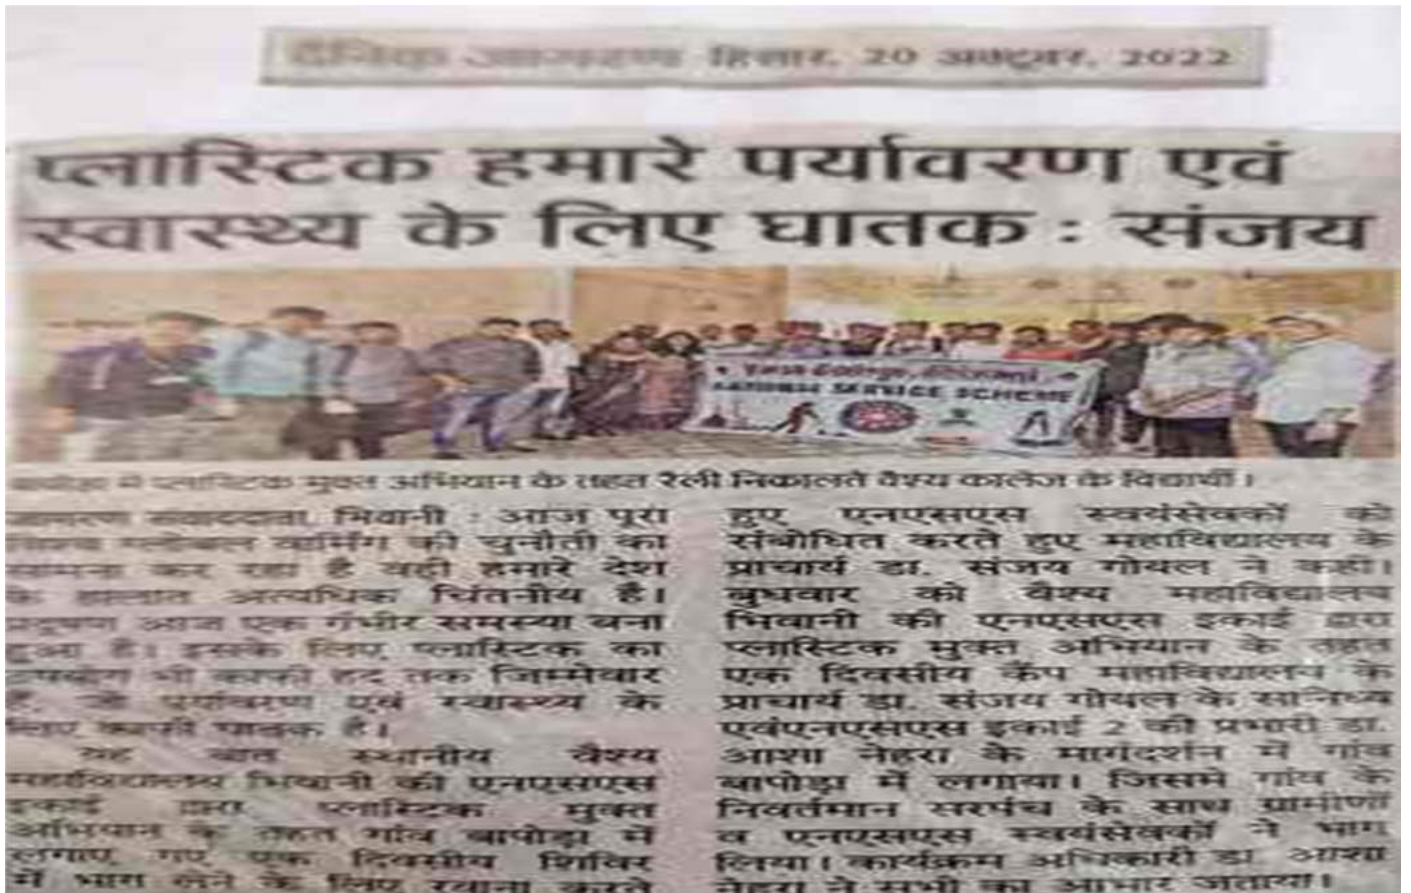 दैनिक जागरण हिसार, 20 अक्टूबर, 2022
प्लास्टिक हमारे पर्यावरण एवं
स्वास्थ्य के लिए घातक : संजय
NATIONAL SERVICE SCHEME
बापोड़ा में प्लास्टिक मुक्त अभियान के तहत रैली निकालते वैश्य कालेज के विद्यार्थी।
जागरण संवाददाता, भिवानी : आज पूरा
ग्लोबल वार्मिंग की चुनौती का
सामना कर रहा है वहीं हमारे देश
के हालात अत्यधिक चिंतनीय है।
प्रदूषण आज एक गंभीर समस्या बना
हुआ है। इसके लिए प्लास्टिक का
उपयोग भी काफी हद तक जिम्मेवार
है, जो पर्यावरण एवं स्वास्थ्य के
लिए काफी घातक है।
यह बात स्थानीय वैश्य
महाविद्यालय भिवानी की एनएसएस
इकाई द्वारा प्लास्टिक मुक्त
अभियान के तहत गांव बापोड़ा में
लगाए गए एक दिवसीय शिविर
में भाग लेने के लिए रवाना करते
हुए एनएसएस स्वयंसेवकों को
संबोधित करते हुए महाविद्यालय के
प्राचार्य डा. संजय गोयल ने कही।
बुधवार को वैश्य महाविद्यालय
भिवानी की एनएसएस इकाई द्वारा
प्लास्टिक मुक्त अभियान के तहत
एक दिवसीय कैंप महाविद्यालय के
प्राचार्य डा. संजय गोयल के सानिध्य
एवंएनएसएस इकाई 2 की प्रभारी डा.
आशा नेहरा के मागंदर्शन में गांव
बापोड़ा में लगाया। जिसमे गांव के
निवर्तमान सरपंच के साथ ग्रामीणों
व एनएसएस स्वयंसेवकों ने भाग
लिया। कार्यक्रम अधिकारी डा. आशा
नेहरा ने सभी का आभार जताया।